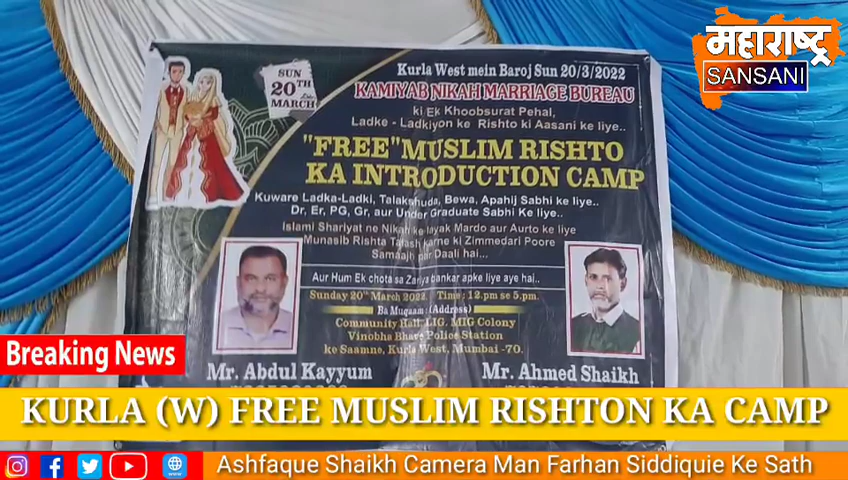 महाराष्ट्र
SANSANI
SUN
20TH
MARCH
Kurla West mein Baroj Sun 20/3/2022
KAMIYAB NIKAH MARRIAGE BUREAU
ki Ek Khoobsurat Pehal,
Ladke - Ladkiyon ke Rishto ki Aasani ke liye..
"FREE" MUSLIM RISHTO
KA INTRODUCTION CAMP
Kuware Ladka-Ladki, Talakshuda, Bewa, Apahij Sabhi ke liye..
Dr, Er, PG, Gr, aur Under Graduate Sabhi Ke liye..
Islami Shariyat ne Nikah ke layak Mardo aur Aurto ke liye
Munasib Rishta Talash karne ki Zimmedari Poore
Samaajh par Daali hai...
Aur Hum Ek chota sa Zariya bankar apke liye aye hai..
Sunday 20th March 2022 Time : 12.pm se 5.pm.
Ba Muqaam: (Address)
Community Hall, LIG. MIG Colony
Vinobha Bhave Police Station
ke Saamne, Kurla West, Mumbai -70.
Mr. Abdul Kayyum
Mr. Ahmed Shaikh
Breaking News
KURLA (W) FREE MUSLIM RISHTON KA CAMP
Ashfaque Shaikh Camera Man Farhan Siddiquie Ke Sath